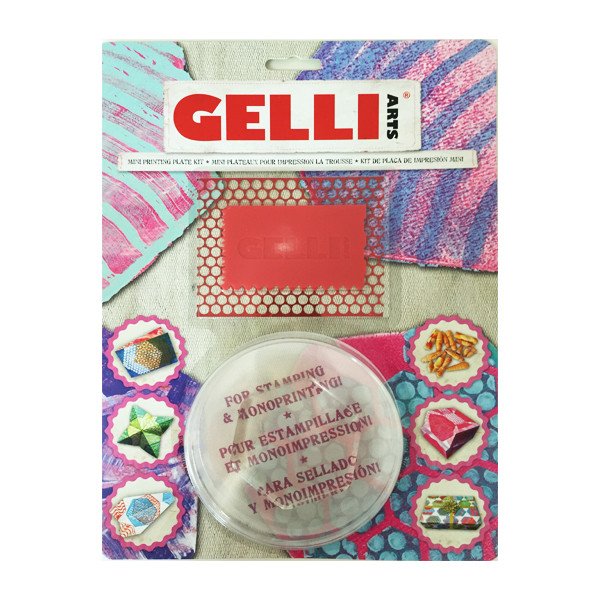 GELLI ARTS®
MINI PRINTING PLATE KIT • MINI PLATEAUX POUR IMPRESSION LA TROUSSE • KIT DE PLACA DE IMPRESIÓN MINI
GELLI
FOR STAMPING
& MONOPRINTING!
POUR ESTAMPILLAGE
ET MONOIMPRESSION!
PARA SELLADO
Y MONOIMPRESIÓN!